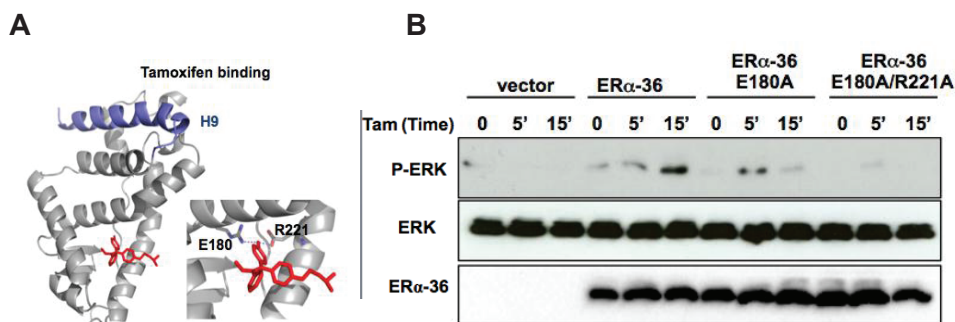 A
Tamoxifen binding
H9
E180
R221
B
vector
ERα-36
ERα-36
E180A
ERα-36
E180A/R221A
Tam (Time) 0 5' 15' 0 5' 15' 0 5' 15' 0 5' 15'
P-ERK
ERK
ERα-36